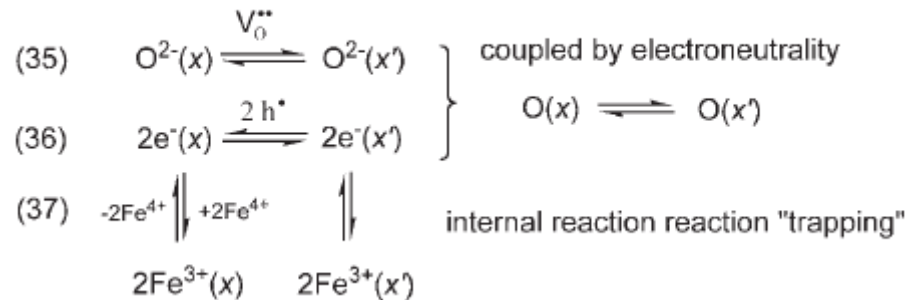 V_O^••
(35) O²⁻(x) ⇌ O²⁻(x') coupled by electroneutrality
2 h^• O(x) ⇌ O(x')
(36) 2e⁻(x) ⇌ 2e⁻(x')
(37) -2Fe⁴⁺ +2Fe⁴⁺ internal reaction reaction "trapping"
2Fe³⁺(x) 2Fe³⁺(x')